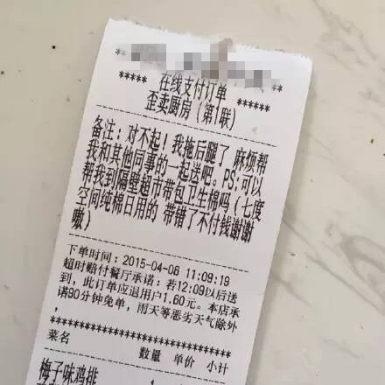 ***** 在线支付订单 *****
歪卖厨房（第1联）
备注：对不起！我拖后腿了 麻烦帮
我和其他同事的一起送吧。PS:可以
帮我到隔壁超市带包卫生棉吗（七度
空间纯棉日用的 带错了不付钱谢谢
嗷）
下单时间：2015-04-08 11:09:19
超时赔付餐厅承诺：若12:09以后送
到，此订单应退用户1.60元。本店承
诺90分钟免单，雨天等恶劣天气除外
，
******************************
菜名 数量 单价 小计
梅子味鸡排